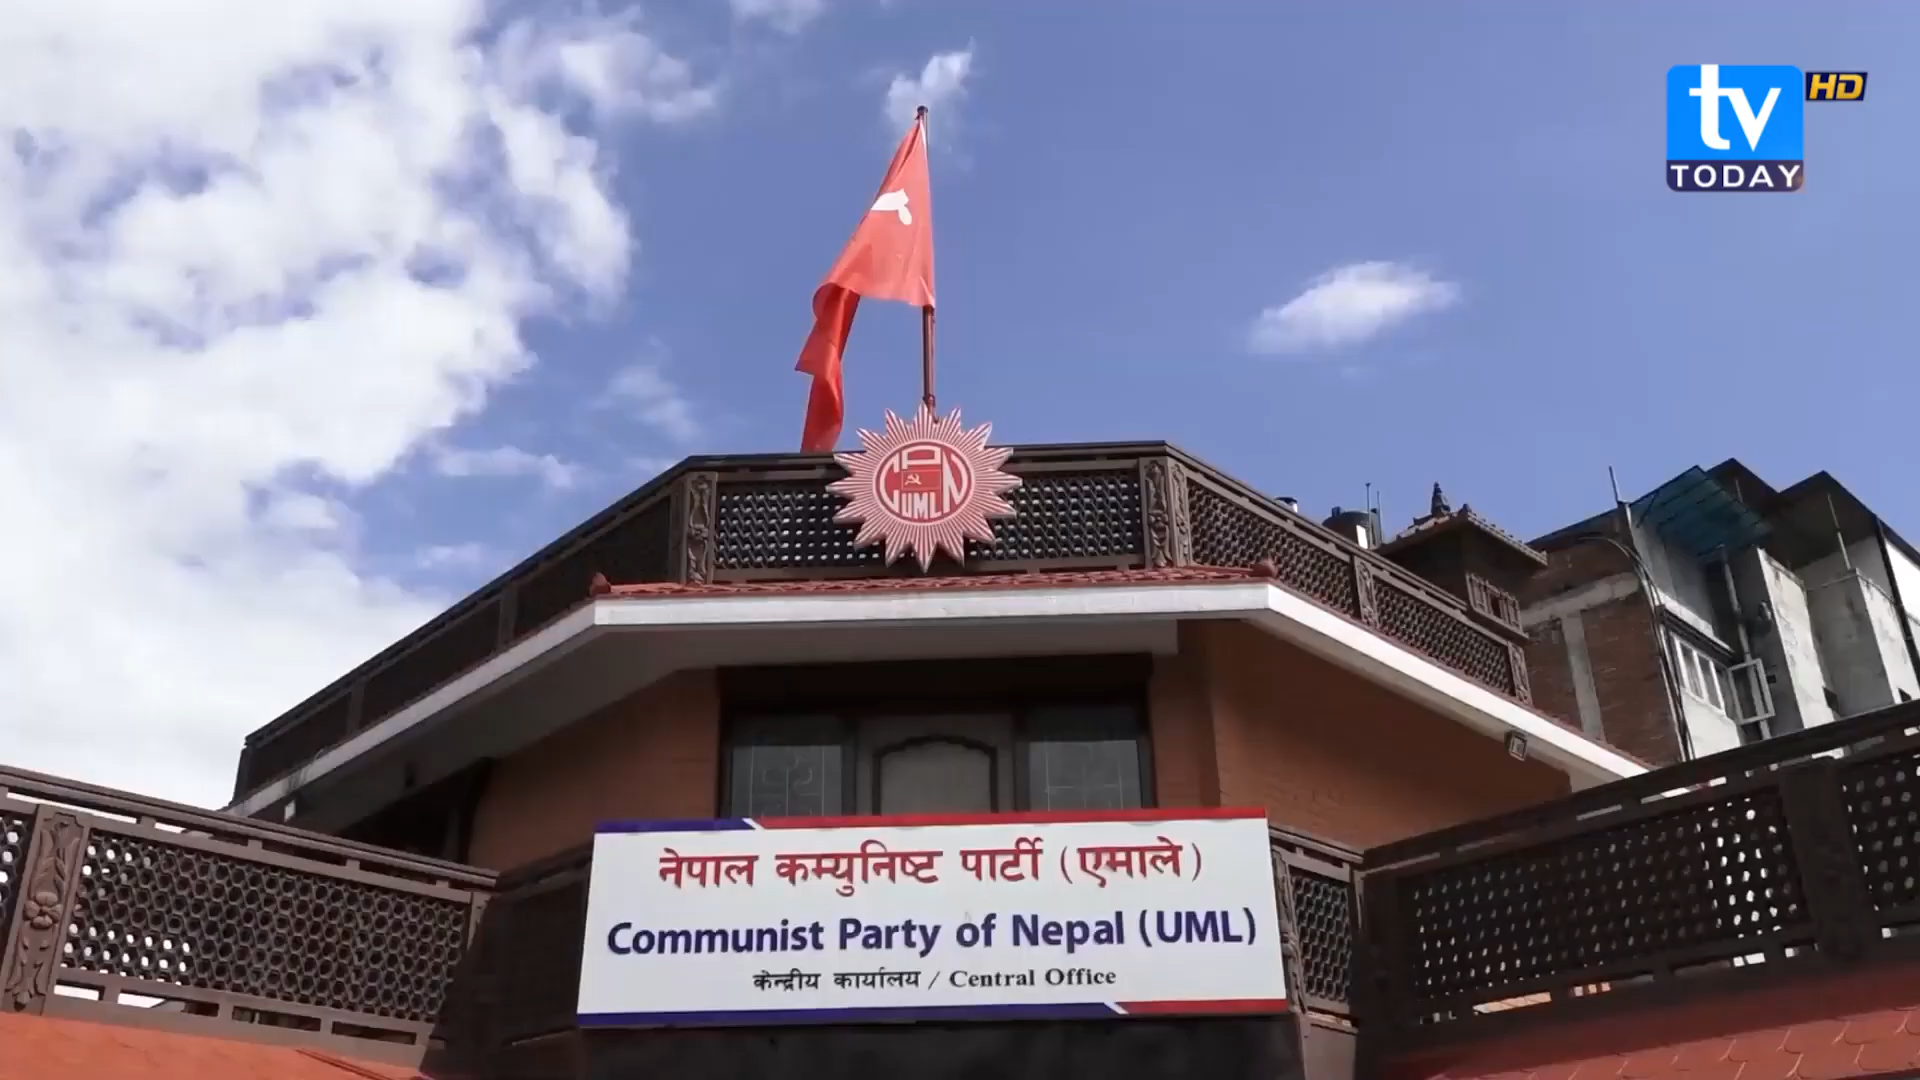 tv HD
TODAY
CPN
UML
नेपाल कम्युनिष्ट पार्टी (एमाले)
Communist Party of Nepal (UML)
केन्द्रीय कार्यालय / Central Office